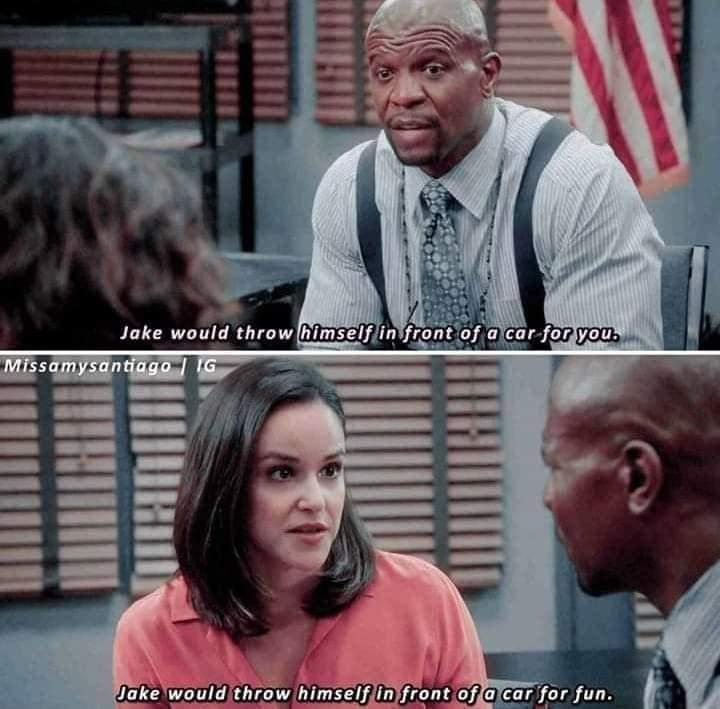 Jake would throw himself in front of a car for you.
Missamysantiago | IG
Jake would throw himself in front of a car for fun.